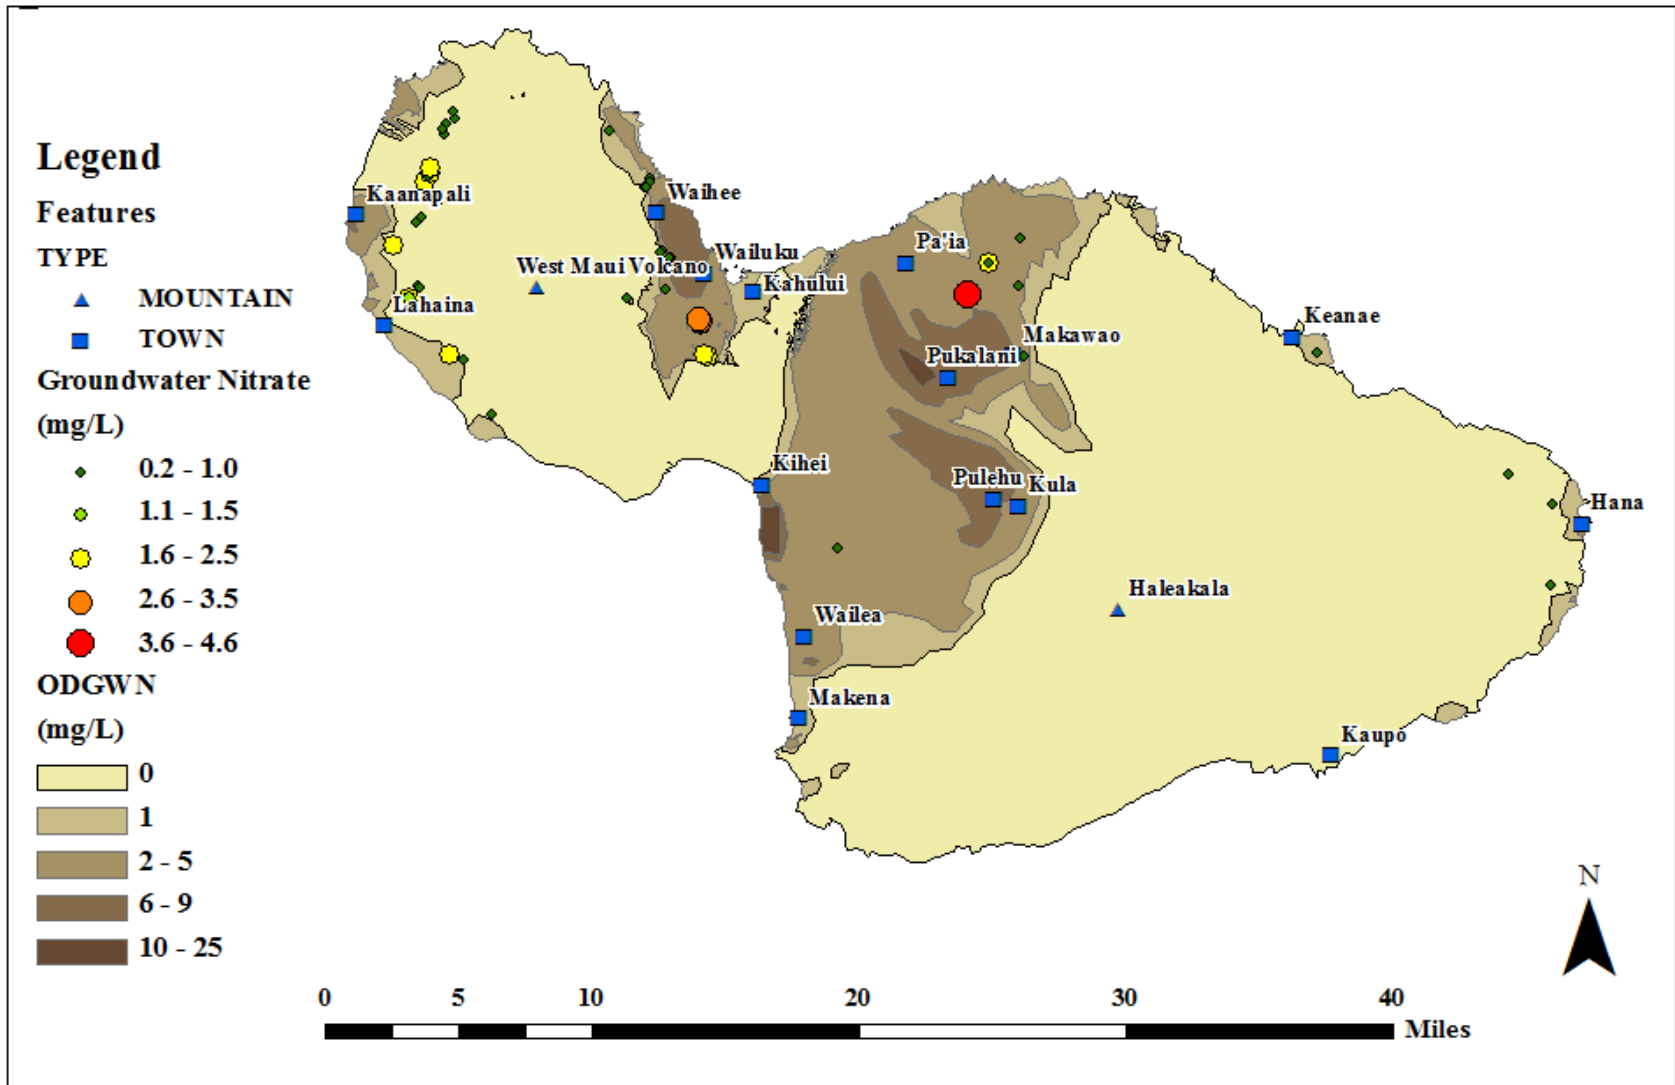 Legend
Features
TYPE
MOUNTAIN
TOWN
Groundwater Nitrate
(mg/L)
0.2 - 1.0
1.1 - 1.5
1.6 - 2.5
2.6 - 3.5
3.6 - 4.6
ODGWN
(mg/L)
0
1
2 - 5
6 - 9
10 - 25
Kaanapali
Waihee
Wailuku
West Maui Volcano
Kahului
Lahaina
Pa'ia
Makawao
Pukalani
Keanae
Kihei
Pulehu
Kula
Hana
Haleakala
Wailea
Makena
Kaupo
N
0 5 10 20 30 40
Miles